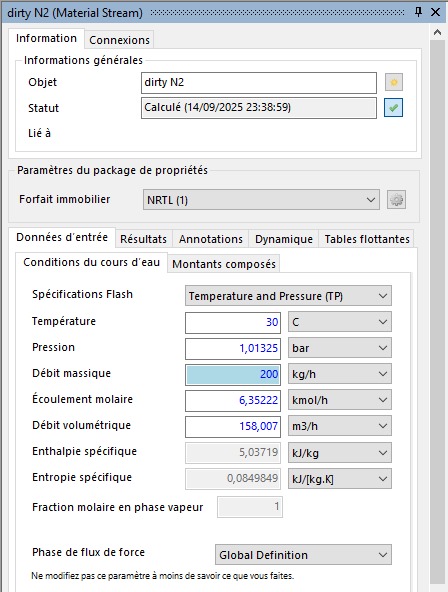 dirty N2 (Material Stream)
Information Connexions
Informations générales
Objet dirty N2
Statut Calculé (14/09/2025 23:38:59)
Lié à
Paramètres du package de propriétés
Forfait immobilier NRTL (1)
Données d'entrée Résultats Annotations Dynamique Tables flottantes
Conditions du cours d'eau Montants composés
Spécifications Flash Temperature and Pressure (TP)
Température 30 C
Pression 1,01325 bar
Débit massique 200 kg/h
Écoulement molaire 6,35222 kmol/h
Débit volumétrique 158,007 m3/h
Enthalpie spécifique 5,03719 kJ/kg
Entropie spécifique 0,0849849 kJ/[kg.K]
Fraction molaire en phase vapeur 1
Phase de flux de force Global Definition
Ne modifiez pas ce paramètre à moins de savoir ce que vous faites.